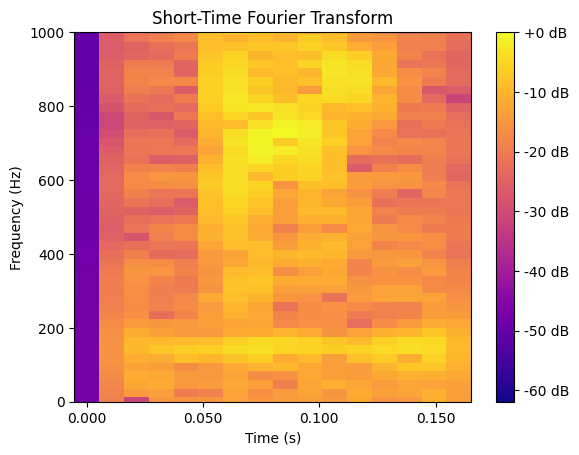 Short-Time Fourier Transform
1000
800
600
400
200
0
Frequency (Hz)
0.000
0.050
0.100
0.150
Time (s)
+0 dB
-10 dB
-20 dB
-30 dB
-40 dB
-50 dB
-60 dB